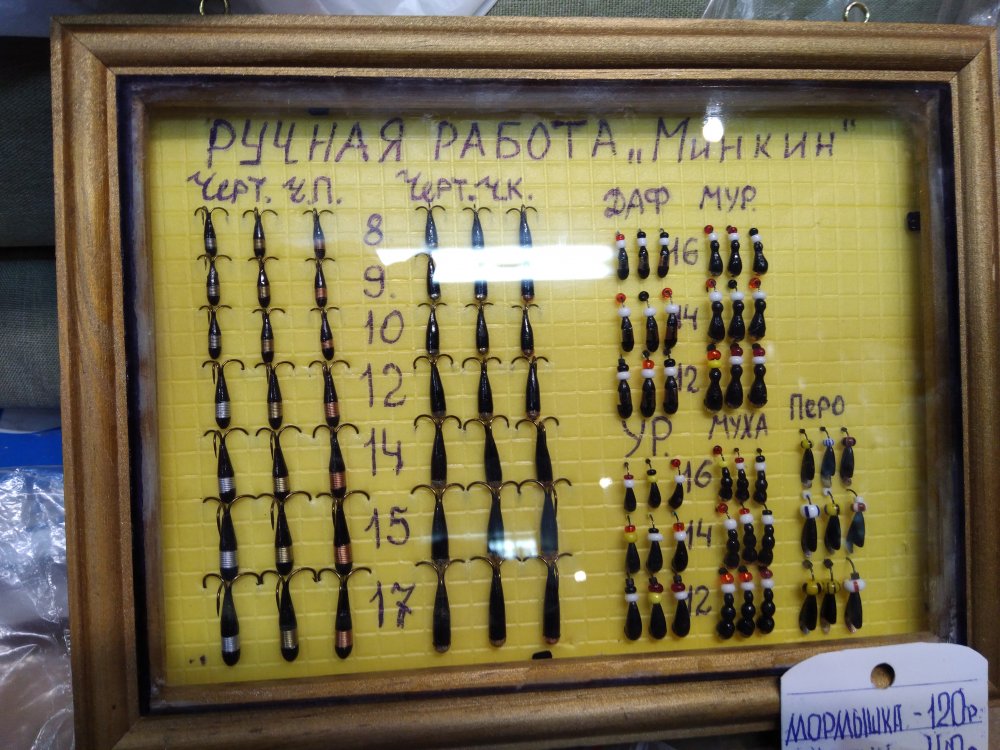 РУЧНАЯ РАБОТА „Минкин"
Черт. Ч.П. Черт. Ч.К.
ДАФ МУР.
8
9.
10
12
14
15
17
16
14
12
УР. МУХА Перо
16
14
12
МОРМЫШКА - 120р.